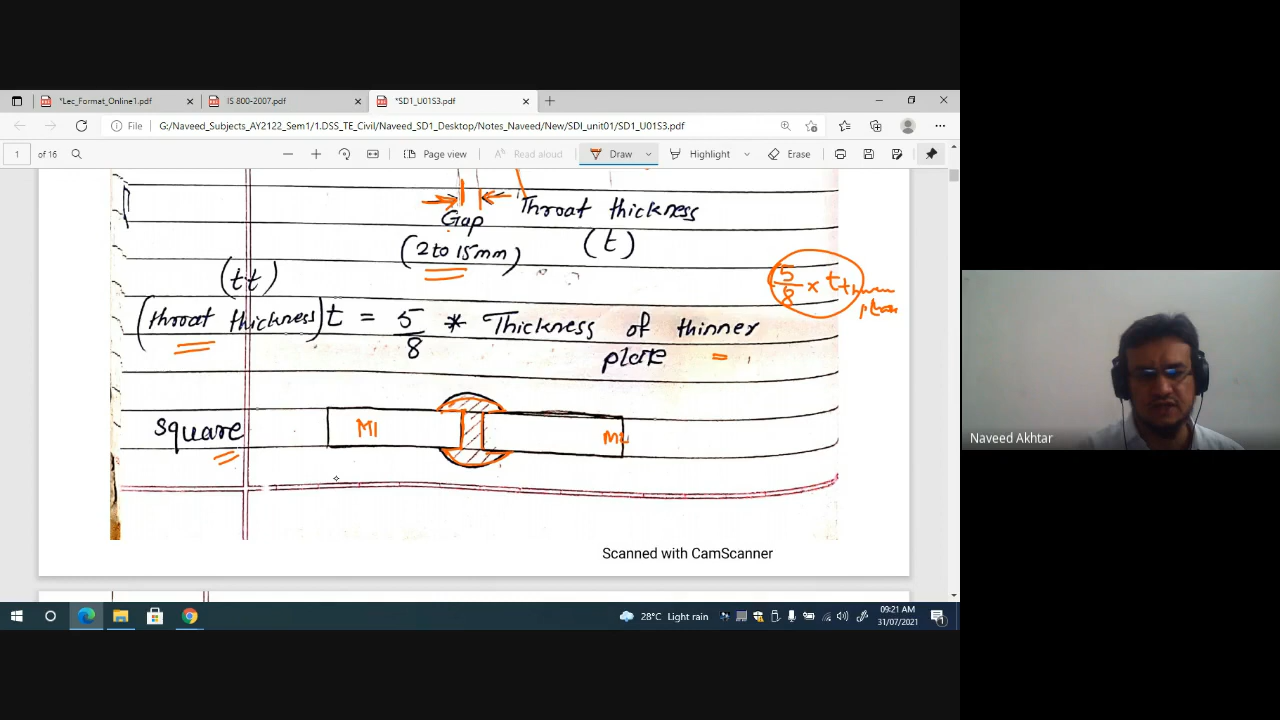 *Lec_Format_Online1.pdf
IS 800-2007.pdf
*SD1_U01S3.pdf
File
G:/Naveed_Subjects_AY2122_Sem1/1.DSS_TE_Civil/Naveed_SD1_Desktop/Notes_Naveed/New/SDI_unit01/SD1_U01S3.pdf
1 of 16
Page view
Read aloud
Draw
Highlight
Erase
Gap
Throat thickness
(2 to 15mm)
(t)
(tt)
5/8 × t thinner
(throat thickness) t = 5/8 * Thickness of thinner
plate
square
M1
M2
Scanned with CamScanner
Naveed Akhtar
28°C Light rain
09:21 AM
31/07/2021
1